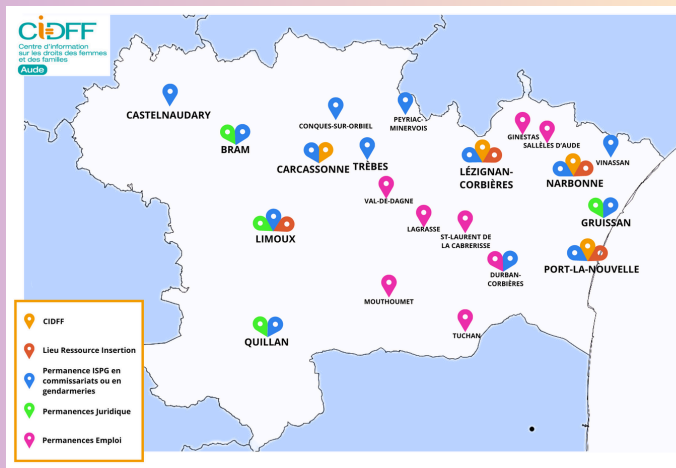 CiDFF
Centre d'information
sur les droits des femmes
et des familles
Aude
CASTELNAUDARY
BRAM
CONQUES-SUR-ORBIEL
PEYRIAC-
MINERVOIS
CARCASSONNE
TRÈBES
GINESTAS
SALLÈLES D'AUDE
VINASSAN
LÉZIGNAN-
CORBIÈRES
NARBONNE
VAL-DE-DAGNE
LAGRASSE
ST-LAURENT DE
LA CABRERISSE
GRUISSAN
LIMOUX
DURBAN-
CORBIÈRES
PORT-LA-NOUVELLE
MOUTHOUMET
TUCHAN
QUILLAN
CIDFF
Lieu Ressource Insertion
Permanence ISPG en
commissariats ou en
gendarmeries
Permanences Juridique
Permanences Emploi